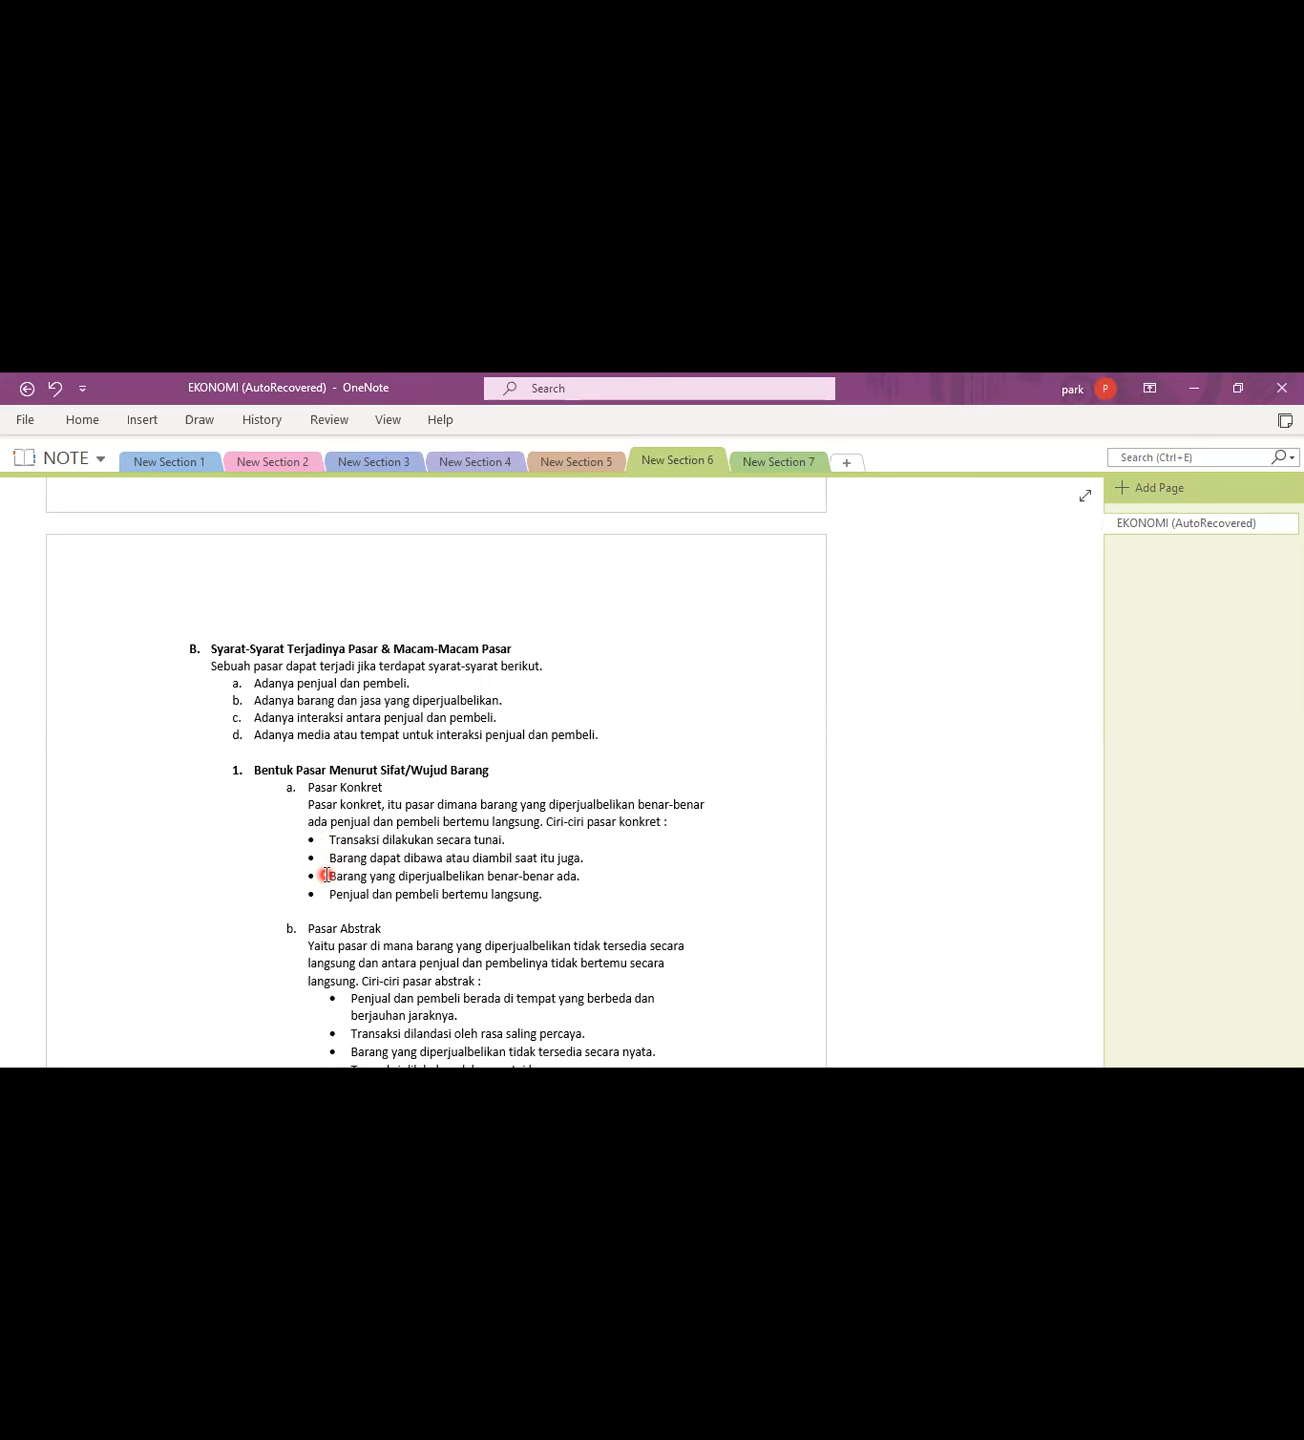 EKONOMI (AutoRecovered) - OneNote
Search
park
P
File Home Insert Draw History Review View Help
NOTE
New Section 1
New Section 2
New Section 3
New Section 4
New Section 5
New Section 6
New Section 7
+
Search (Ctrl+E)
Add Page
EKONOMI (AutoRecovered)
B. Syarat-Syarat Terjadinya Pasar & Macam-Macam Pasar
Sebuah pasar dapat terjadi jika terdapat syarat-syarat berikut.
a. Adanya penjual dan pembeli.
b. Adanya barang dan jasa yang diperjualbelikan.
c. Adanya interaksi antara penjual dan pembeli.
d. Adanya media atau tempat untuk interaksi penjual dan pembeli.
1. Bentuk Pasar Menurut Sifat/Wujud Barang
a. Pasar Konkret
Pasar konkret, itu pasar dimana barang yang diperjualbelikan benar-benar
ada penjual dan pembeli bertemu langsung. Ciri-ciri pasar konkret :
• Transaksi dilakukan secara tunai.
• Barang dapat dibawa atau diambil saat itu juga.
• Barang yang diperjualbelikan benar-benar ada.
• Penjual dan pembeli bertemu langsung.
b. Pasar Abstrak
Yaitu pasar di mana barang yang diperjualbelikan tidak tersedia secara
langsung dan antara penjual dan pembelinya tidak bertemu secara
langsung. Ciri-ciri pasar abstrak :
• Penjual dan pembeli berada di tempat yang berbeda dan
berjauhan jaraknya.
• Transaksi dilandasi oleh rasa saling percaya.
• Barang yang diperjualbelikan tidak tersedia secara nyata.